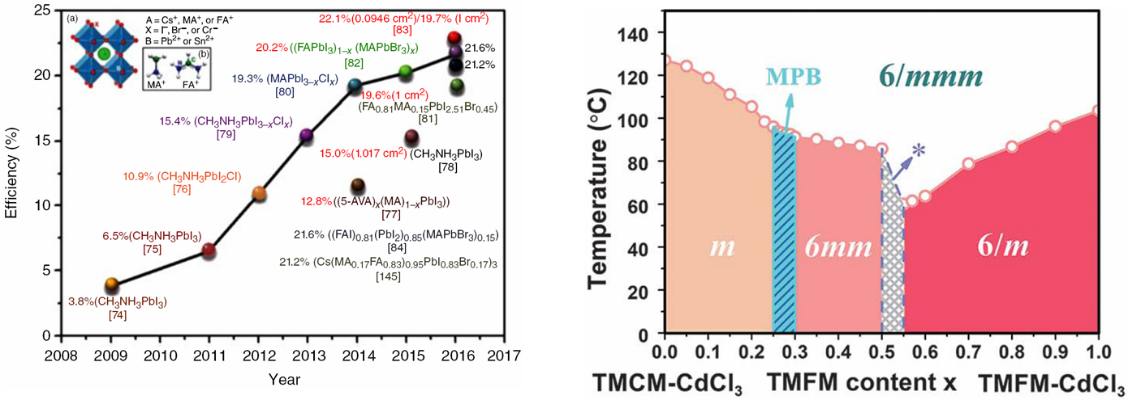 (a)
A = Cs⁺, MA⁺, or FA⁺
X = I⁻, Br⁻, or Cr⁻
B = Pb²⁺ or Sn²⁺
X
(b)
MA⁺ FA⁺
22.1%(0.0946 cm²)/19.7% (1 cm²)
[83]
20.2% ((FAPbI₃)₁₋ₓ (MAPbBr₃)ₓ)
[82]
21.6%
21.2%
19.3% (MAPbI₃₋ₓClₓ)
[80]
19.6%(1 cm²)
(FA₀.₈₁MA₀.₁₅PbI₂.₅₁Br₀.₄₅)
[81]
15.4% (CH₃NH₃PbI₃₋ₓClₓ)
[79]
15.0%(1.017 cm²) (CH₃NH₃PbI₃)
[78]
10.9% (CH₃NH₃PbI₂Cl)
[76]
12.8%((5-AVA)ₓ(MA)₁₋ₓPbI₃))
[77]
6.5%(CH₃NH₃PbI₃)
[75]
21.6% ((FAI)₀.₈₁(PbI₂)₀.₈₅(MAPbBr₃)₀.₁₅)
[84]
21.2% (Cs(MA₀.₁₇FA₀.₈₃)₀.₉₅PbI₀.₈₃Br₀.₁₇)₃
[145]
3.8%(CH₃NH₃PbI₃)
[74]
Efficiency (%)
25
20
15
10
5
0
2008 2009 2010 2011 2012 2013 2014 2015 2016 2017
Year
Temperature (°C)
140
120
100
80
60
40
20
0
MPB
6/mmm
*
m
6mm
6/m
0.0 0.1 0.2 0.3 0.4 0.5 0.6 0.7 0.8 0.9 1.0
TMCM-CdCl₃ TMFM content x TMFM-CdCl₃